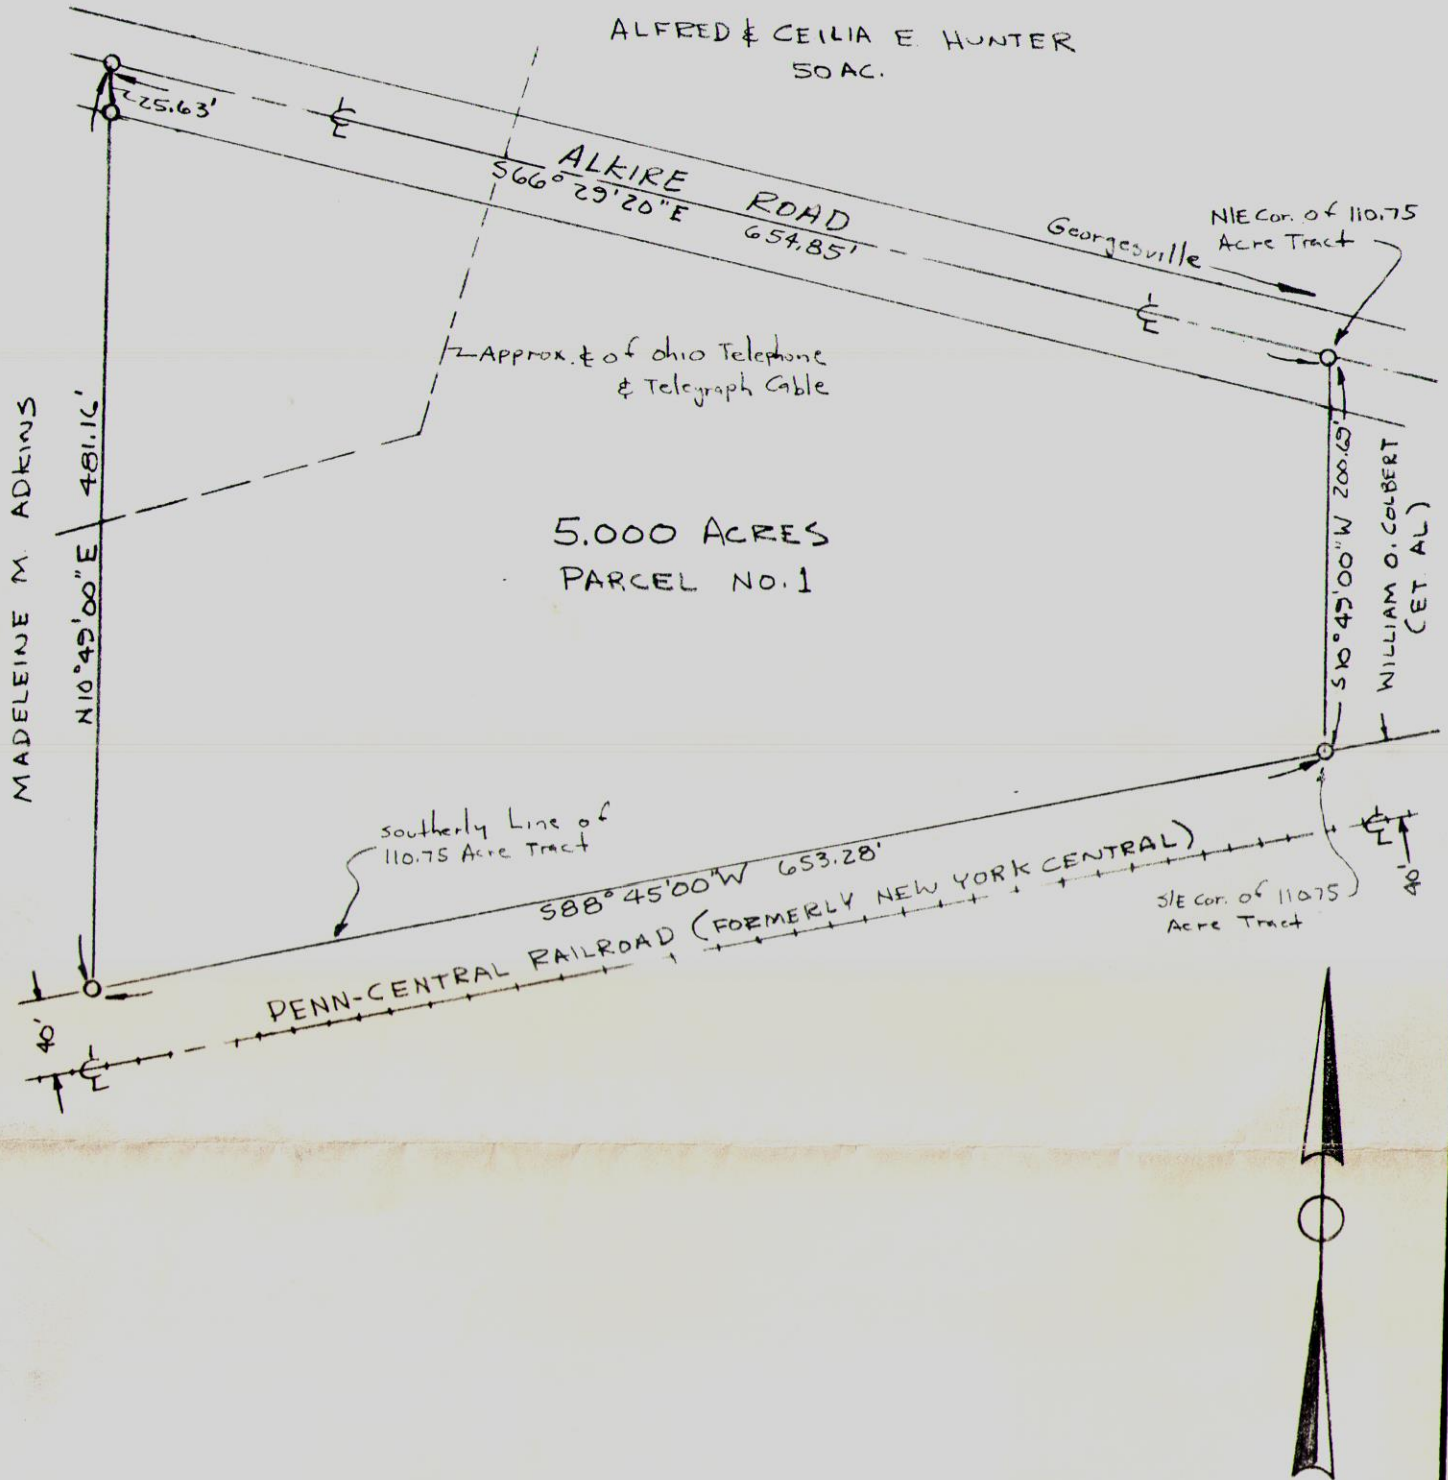 ALFRED & CEILIA E. HUNTER
50 AC.
25.63'
℄
ALKIRE ROAD
S66°29'20"E
654.85'
Georgesville
N/E Cor. of 110.75
Acre Tract
℄
Approx. ℄ of Ohio Telephone
& Telegraph Cable
MADELEINE M. ADKINS
N10°49'00"E 481.16'
5.000 ACRES
PARCEL NO. 1
S10°49'00"W 200.69'
WILLIAM O. COLBERT
(ET. AL)
Southerly Line of
110.75 Acre Tract
S88°45'00"W 653.28'
PENN-CENTRAL RAILROAD (FORMERLY NEW YORK CENTRAL)
℄
40'
S/E Cor. of 110.75
Acre Tract
40'
℄